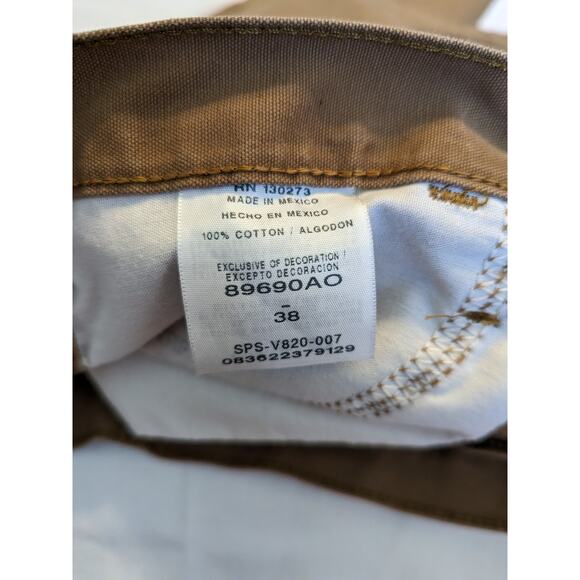 RN 130273
MADE IN MEXICO
HECHO EN MEXICO
100% COTTON / ALGODON
EXCLUSIVE OF DECORATION /
EXCEPTO DECORACION
89690AO
-
38
SPS-V820-007
083622379129